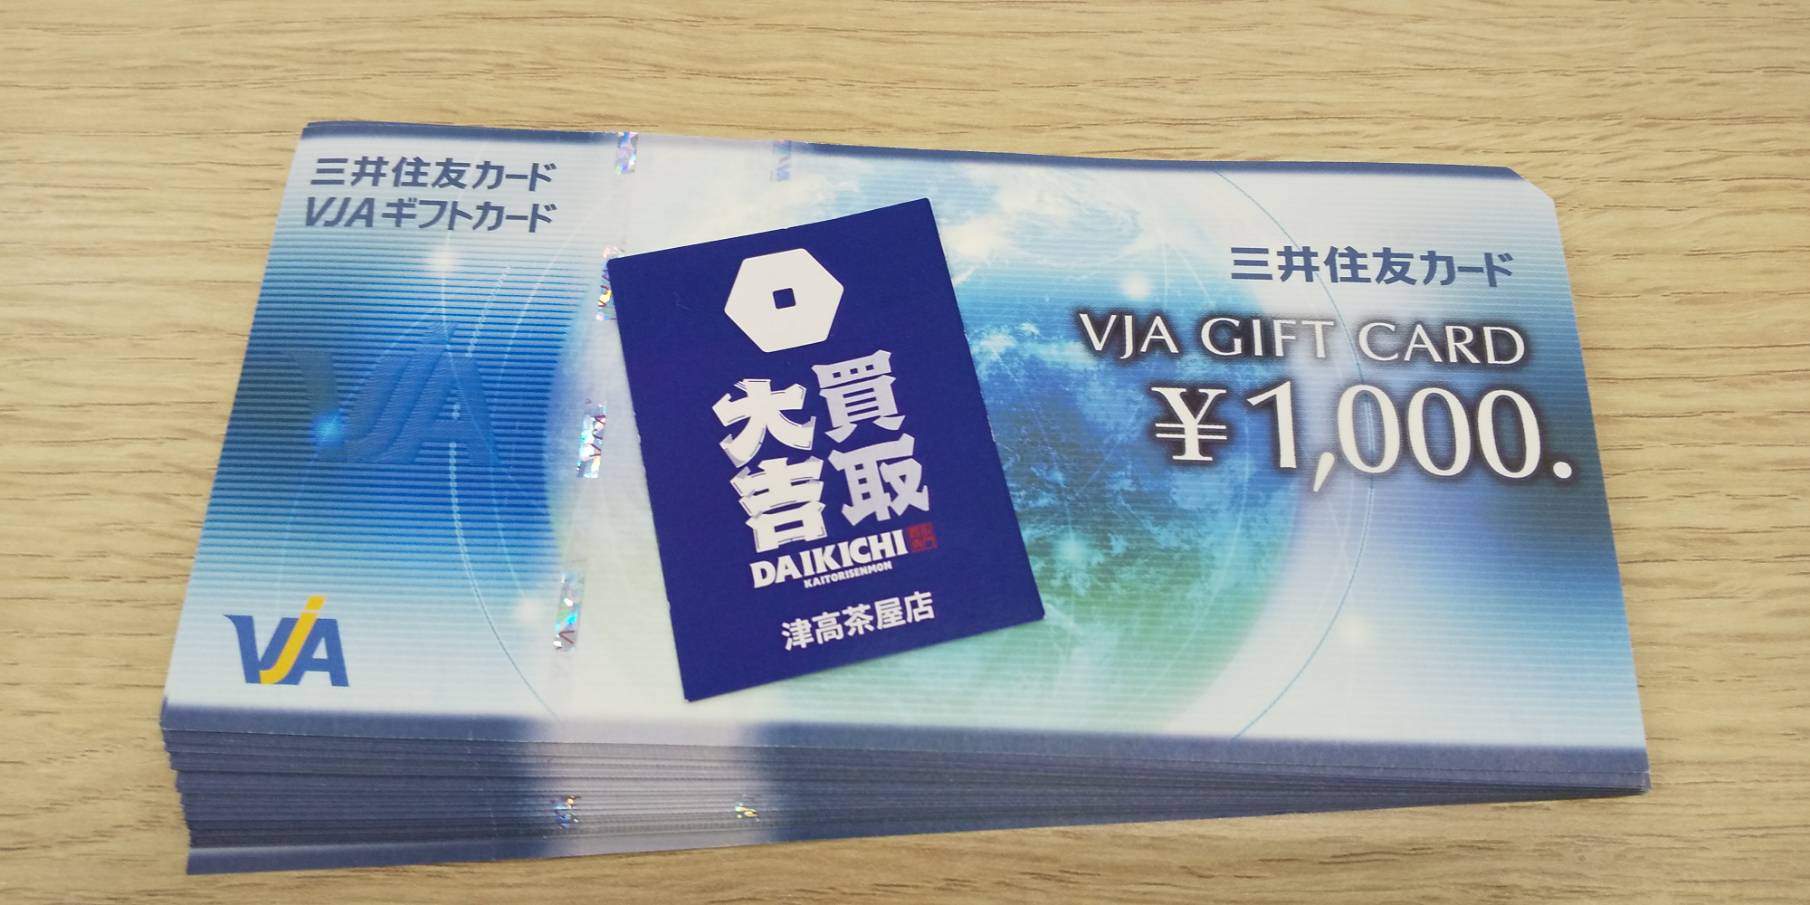 三井住友カード
VJAギフトカード
VJA
三井住友カード
VJA GIFT CARD
¥1,000.
買取
大吉
DAIKICHI
KAITORISENMON
津高茶屋店
VJA